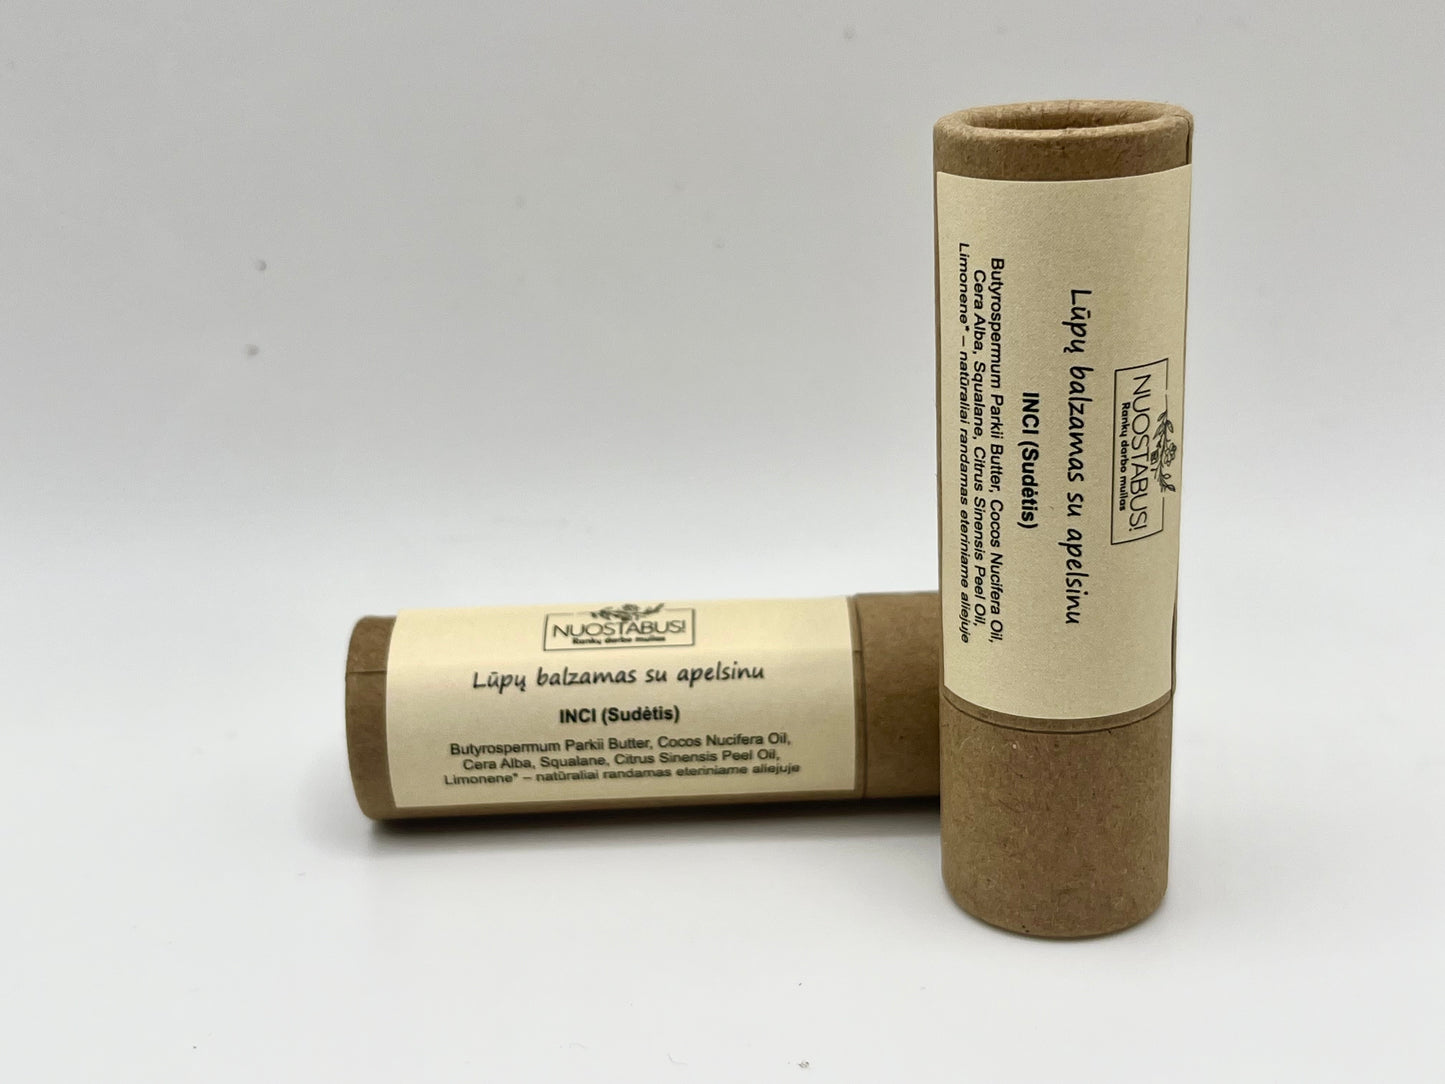 NUOSTABUS!
Rankų darbo muilas
Lūpų balzamas su apelsinu
INCI (Sudėtis)
Butyrospermum Parkii Butter, Cocos Nucifera Oil,
Cera Alba, Squalane, Citrus Sinensis Peel Oil,
Limonene* – natūraliai randamas eteriniame aliejuje
NUOSTABUS!
Rankų darbo muilas
Lūpų balzamas su apelsinu
INCI (Sudėtis)
Butyrospermum Parkii Butter, Cocos Nucifera Oil,
Cera Alba, Squalane, Citrus Sinensis Peel Oil,
Limonene* – natūraliai randamas eteriniame aliejuje